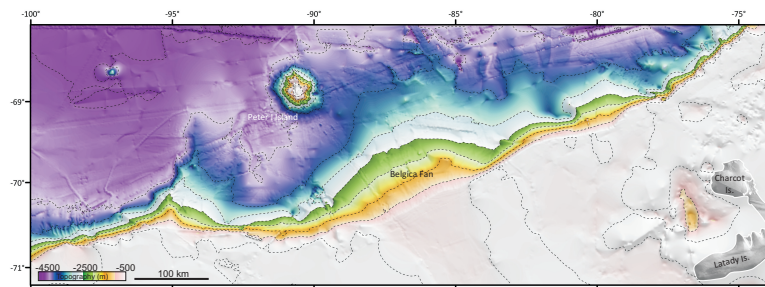 -100 -95 -90 -85 -80 -75
-69
Peter I Island
-70
Belgica Fan
Charcot
Is.
-71
Latady Is.
-4500 -2500 -500
100 km